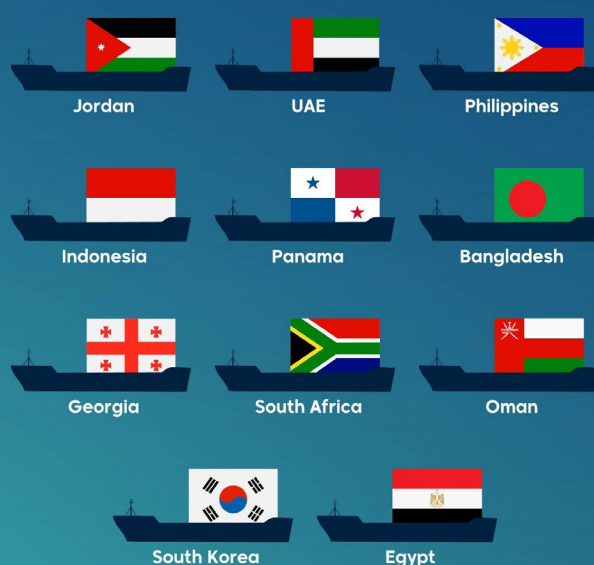 Jordan
UAE
Philippines
Indonesia
Panama
Bangladesh
Georgia
South Africa
Oman
South Korea
Egypt